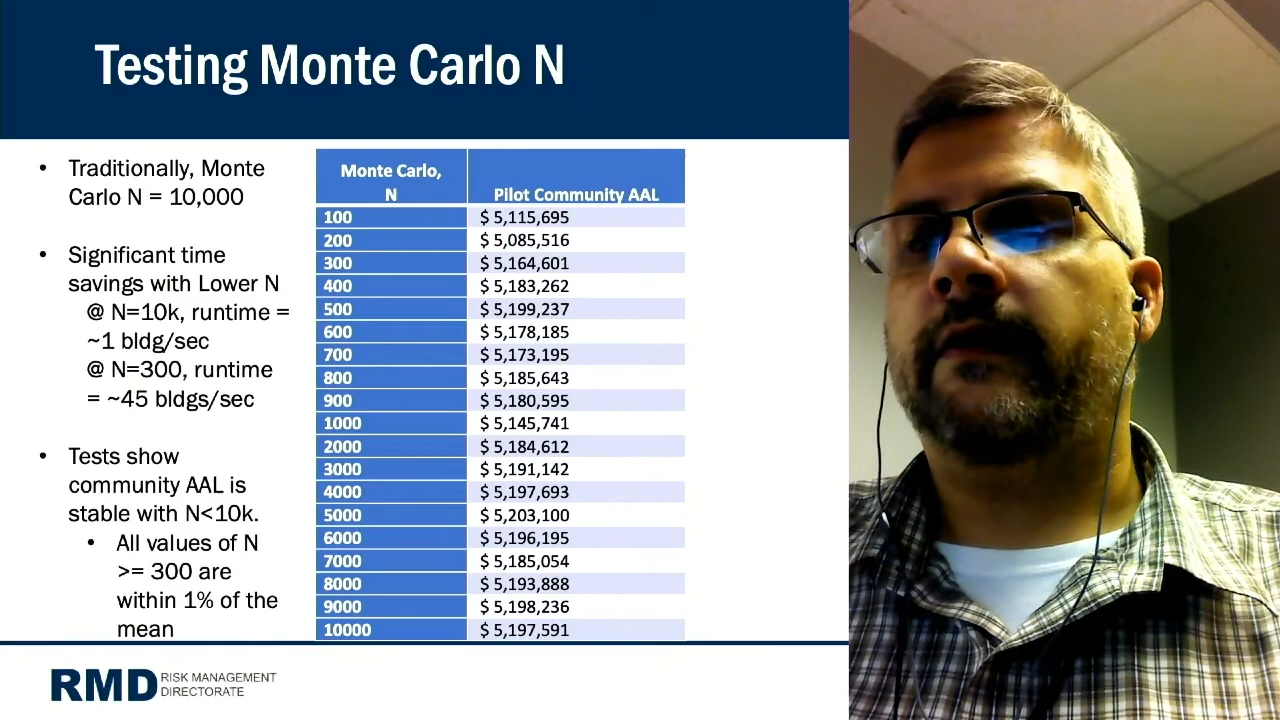 Testing Monte Carlo N
• Traditionally, Monte
Carlo N = 10,000
• Significant time
savings with Lower N
@ N=10k, runtime =
~1 bldg/sec
@ N=300, runtime
= ~45 bldgs/sec
• Tests show
community AAL is
stable with N<10k.
• All values of N
>= 300 are
within 1% of the
mean
Monte Carlo,
N
Pilot Community AAL
100 $ 5,115,695
200 $ 5,085,516
300 $ 5,164,601
400 $ 5,183,262
500 $ 5,199,237
600 $ 5,178,185
700 $ 5,173,195
800 $ 5,185,643
900 $ 5,180,595
1000 $ 5,145,741
2000 $ 5,184,612
3000 $ 5,191,142
4000 $ 5,197,693
5000 $ 5,203,100
6000 $ 5,196,195
7000 $ 5,185,054
8000 $ 5,193,888
9000 $ 5,198,236
10000 $ 5,197,591
RMD
RISK MANAGEMENT
DIRECTORATE